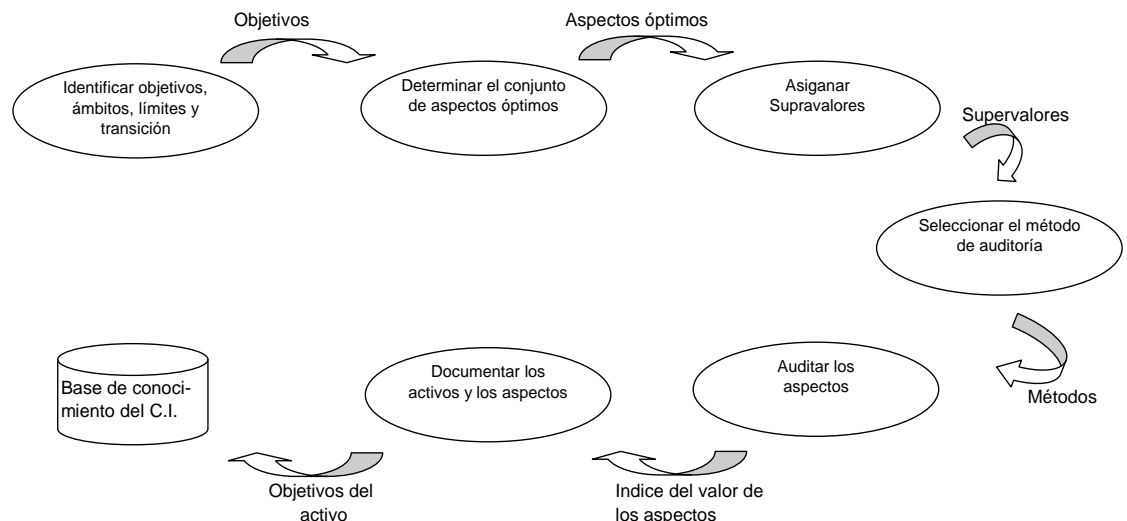 Objetivos
Aspectos óptimos
Identificar objetivos,
ámbitos, límites y
transición
Determinar el conjunto
de aspectos óptimos
Asiganar
Supravalores
Supervalores
Seleccionar el método
de auditoría
Métodos
Auditar los
aspectos
Documentar los
activos y los aspectos
Base de conoci-
miento del C.I.
Objetivos del
activo
Indice del valor de
los aspectos